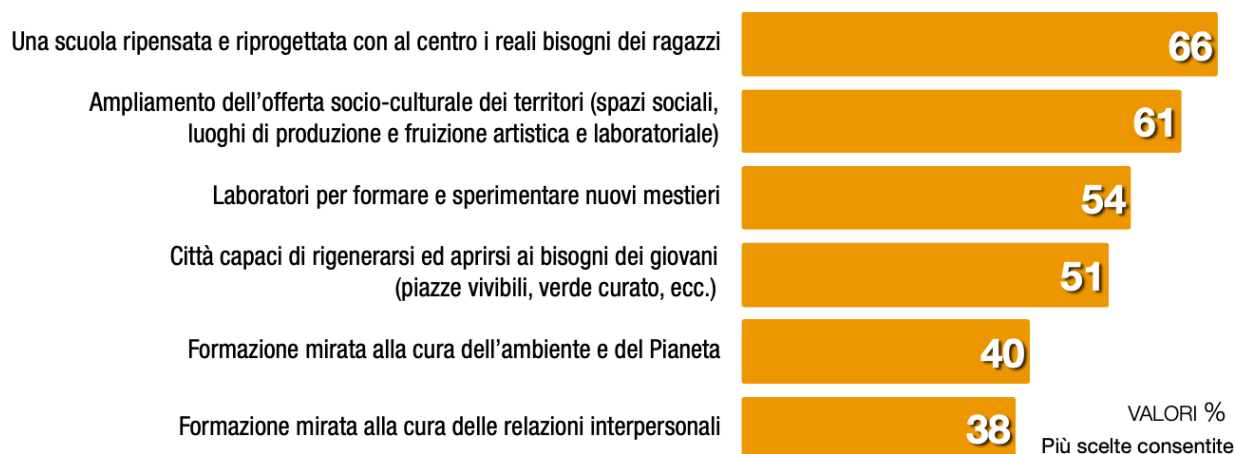 Una scuola ripensata e riprogettata con al centro i reali bisogni dei ragazzi
66
Ampliamento dell'offerta socio-culturale dei territori (spazi sociali,
luoghi di produzione e fruizione artistica e laboratoriale)
61
Laboratori per formare e sperimentare nuovi mestieri
54
Città capaci di rigenerarsi ed aprirsi ai bisogni dei giovani
(piazze vivibili, verde curato, ecc.)
51
Formazione mirata alla cura dell'ambiente e del Pianeta
40
Formazione mirata alla cura delle relazioni interpersonali
38
VALORI %
Più scelte consentite